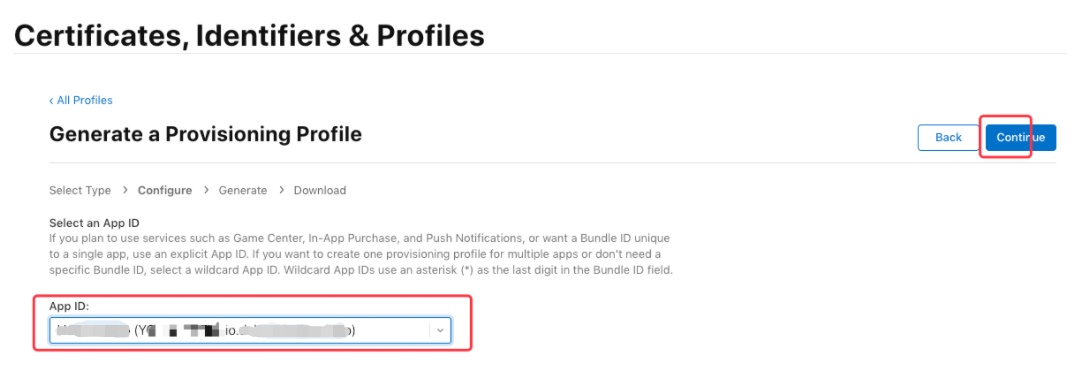 Certificates, Identifiers & Profiles
‹ All Profiles
Generate a Provisioning Profile
Back
Continue
Select Type > Configure > Generate > Download
Select an App ID
If you plan to use services such as Game Center, In-App Purchase, and Push Notifications, or want a Bundle ID unique
to a single app, use an explicit App ID. If you want to create one provisioning profile for multiple apps or don't need a
specific Bundle ID, select a wildcard App ID. Wildcard App IDs use an asterisk (*) as the last digit in the Bundle ID field.
App ID:
io.